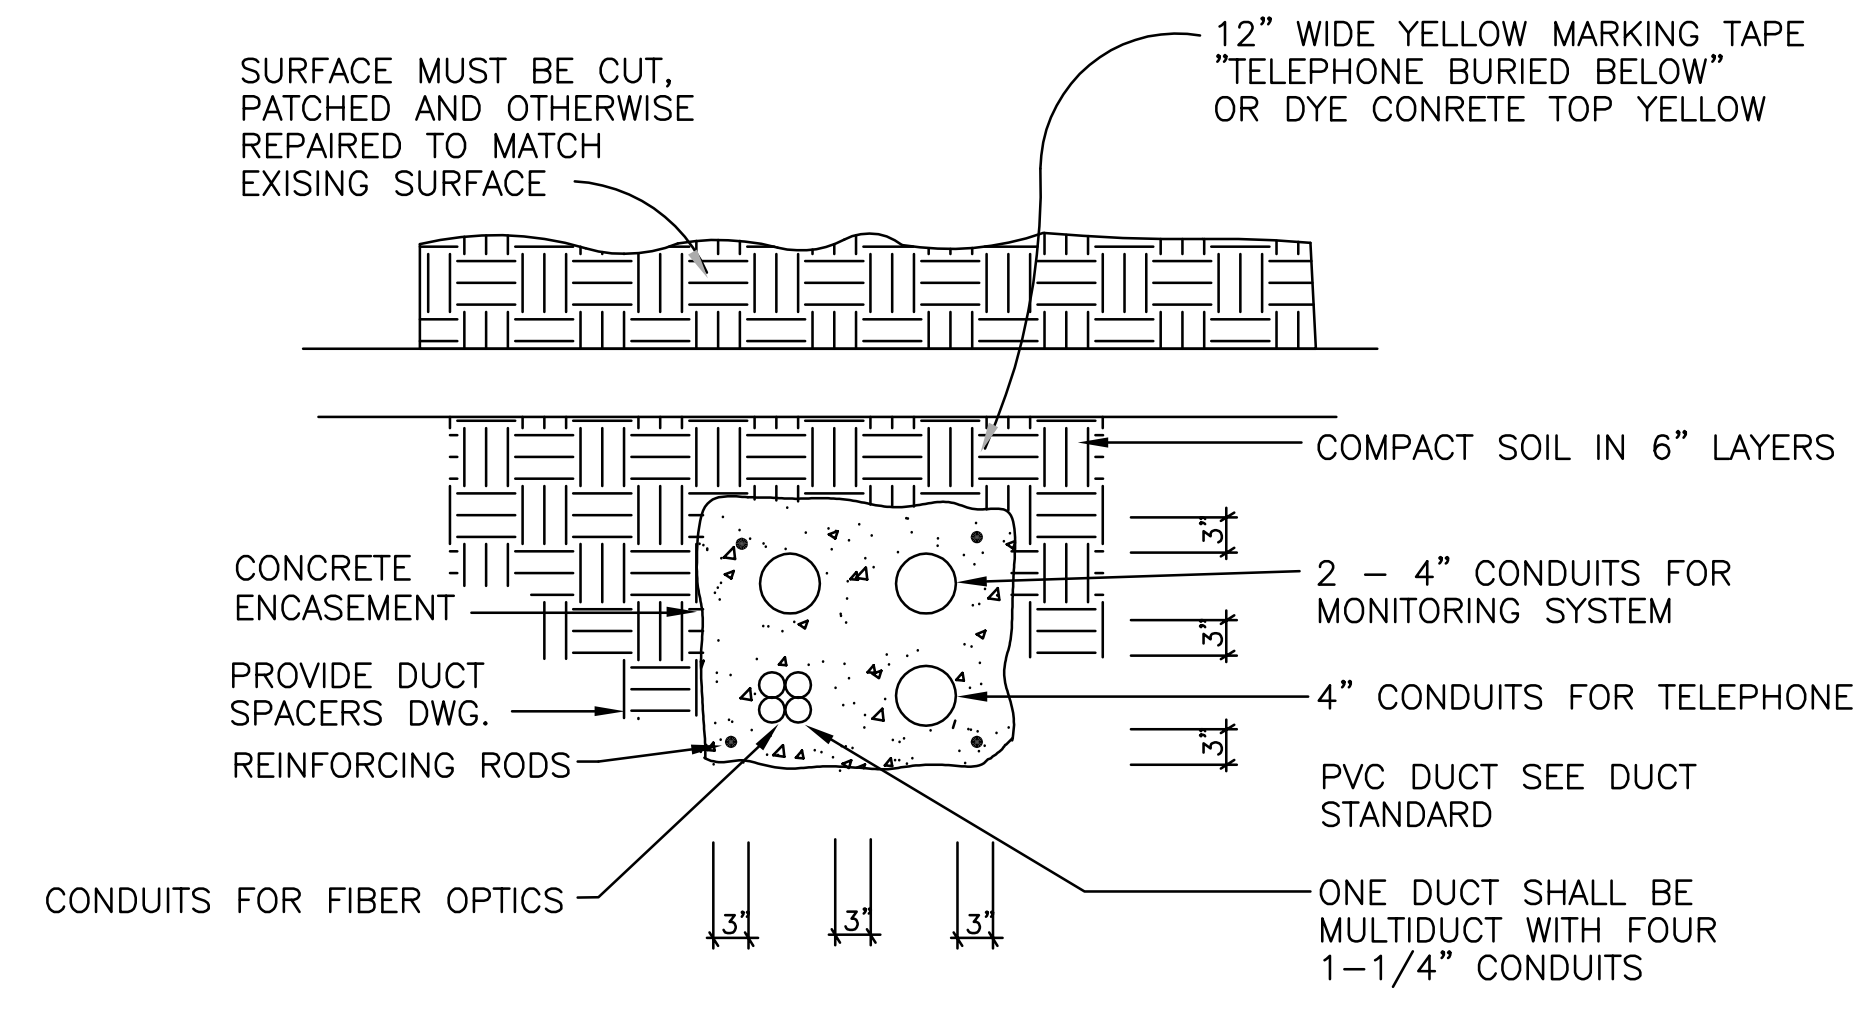 SURFACE MUST BE CUT,
PATCHED AND OTHERWISE
REPAIRED TO MATCH
EXISING SURFACE
12” WIDE YELLOW MARKING TAPE
”TELEPHONE BURIED BELOW”
OR DYE CONRETE TOP YELLOW
COMPACT SOIL IN 6” LAYERS
3”
CONCRETE
ENCASEMENT
2 – 4” CONDUITS FOR
MONITORING SYSTEM
3”
PROVIDE DUCT
SPACERS DWG.
4” CONDUITS FOR TELEPHONE
3”
REINFORCING RODS
PVC DUCT SEE DUCT
STANDARD
CONDUITS FOR FIBER OPTICS
3”
3”
3”
ONE DUCT SHALL BE
MULTIDUCT WITH FOUR
1–1/4” CONDUITS